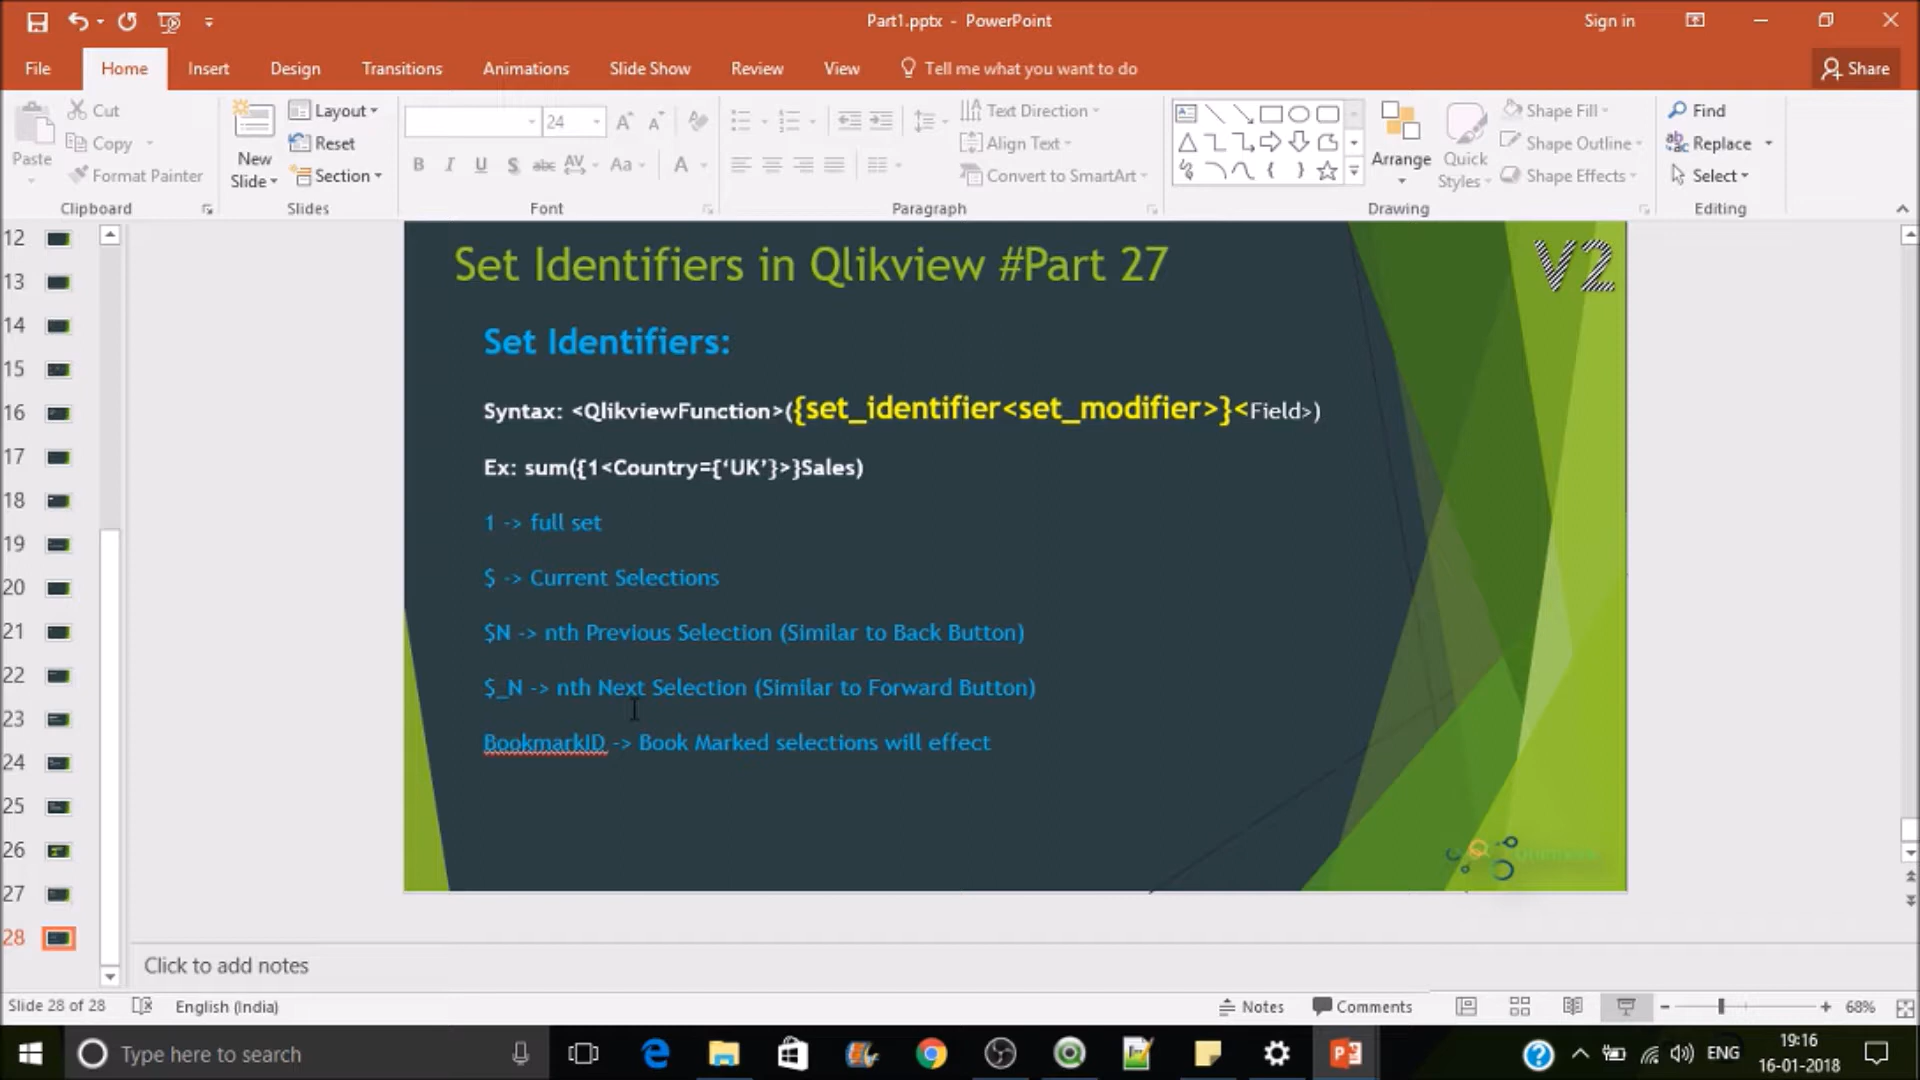 Part1.pptx - PowerPoint
Sign in
File Home Insert Design Transitions Animations Slide Show Review View Tell me what you want to do Share
Paste Cut Copy Format Painter Clipboard
New Slide Layout Reset Section Slides
24
B I U S abc AV Aa A Font
Paragraph Text Direction Align Text Convert to SmartArt
Arrange Quick Styles Shape Fill Shape Outline Shape Effects Drawing
Find Replace Select Editing
12
13
14
15
16
17
18
19
20
21
22
23
24
25
26
27
28
Set Identifiers in Qlikview #Part 27
V2
Set Identifiers:
Syntax: <QlikviewFunction>({set_identifier<set_modifier>}<Field>)
Ex: sum({1<Country={‘UK’}>}Sales)
1 -> full set
$ -> Current Selections
$N -> nth Previous Selection (Similar to Back Button)
$_N -> nth Next Selection (Similar to Forward Button)
BookmarkID -> Book Marked selections will effect
Click to add notes
Slide 28 of 28 English (India) Notes Comments 68%
Type here to search
ENG
19:16
16-01-2018